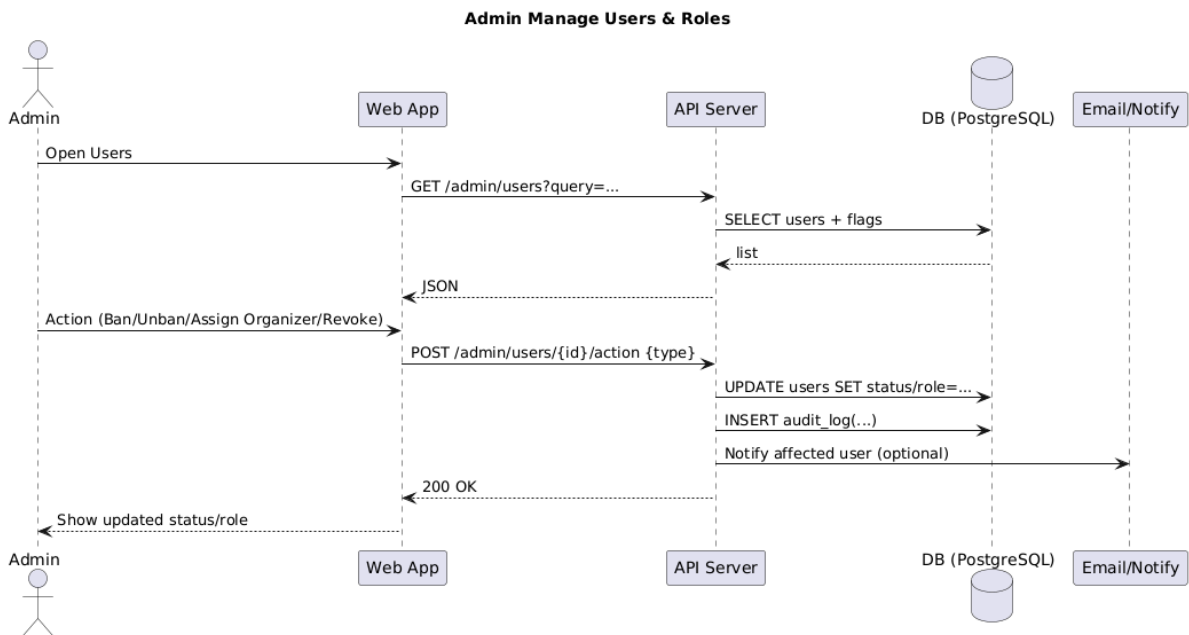 Admin Manage Users & Roles
Admin
Web App
API Server
DB (PostgreSQL)
Email/Notify
Open Users
GET /admin/users?query=...
SELECT users + flags
list
JSON
Action (Ban/Unban/Assign Organizer/Revoke)
POST /admin/users/{id}/action {type}
UPDATE users SET status/role=...
INSERT audit_log(...)
Notify affected user (optional)
200 OK
Show updated status/role
Admin
Web App
API Server
DB (PostgreSQL)
Email/Notify